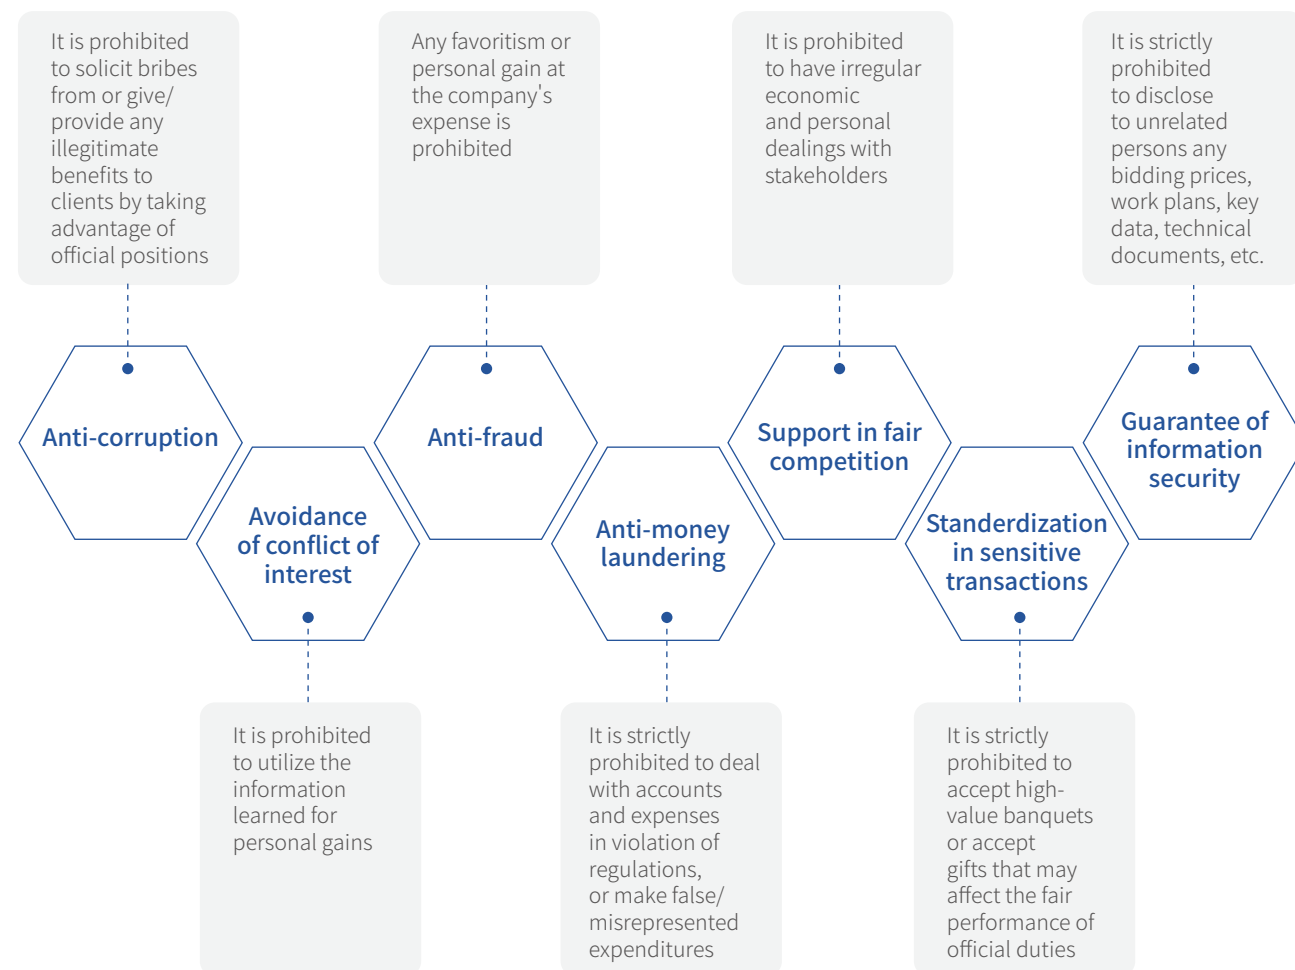 It is prohibited
to solicit bribes
from or give/
provide any
illegitimate
benefits to
clients by taking
advantage of
official positions
Any favoritism or
personal gain at
the company's
expense is
prohibited
It is prohibited
to have irregular
economic
and personal
dealings with
stakeholders
It is strictly
prohibited
to disclose
to unrelated
persons any
bidding prices,
work plans, key
data, technical
documents, etc.
Anti-corruption
Avoidance
of conflict of
interest
Anti-fraud
Anti-money
laundering
Support in fair
competition
Standerdization
in sensitive
transactions
Guarantee of
information
security
It is prohibited
to utilize the
information
learned for
personal gains
It is strictly
prohibited to deal
with accounts
and expenses
in violation of
regulations,
or make false/
misrepresented
expenditures
It is strictly
prohibited to
accept high-
value banquets
or accept
gifts that may
affect the fair
performance of
official duties